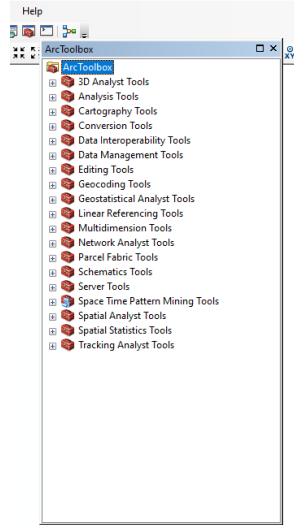 Help
ArcToolbox
XY
ArcToolbox
3D Analyst Tools
Analysis Tools
Cartography Tools
Conversion Tools
Data Interoperability Tools
Data Management Tools
Editing Tools
Geocoding Tools
Geostatistical Analyst Tools
Linear Referencing Tools
Multidimension Tools
Network Analyst Tools
Parcel Fabric Tools
Schematics Tools
Server Tools
Space Time Pattern Mining Tools
Spatial Analyst Tools
Spatial Statistics Tools
Tracking Analyst Tools